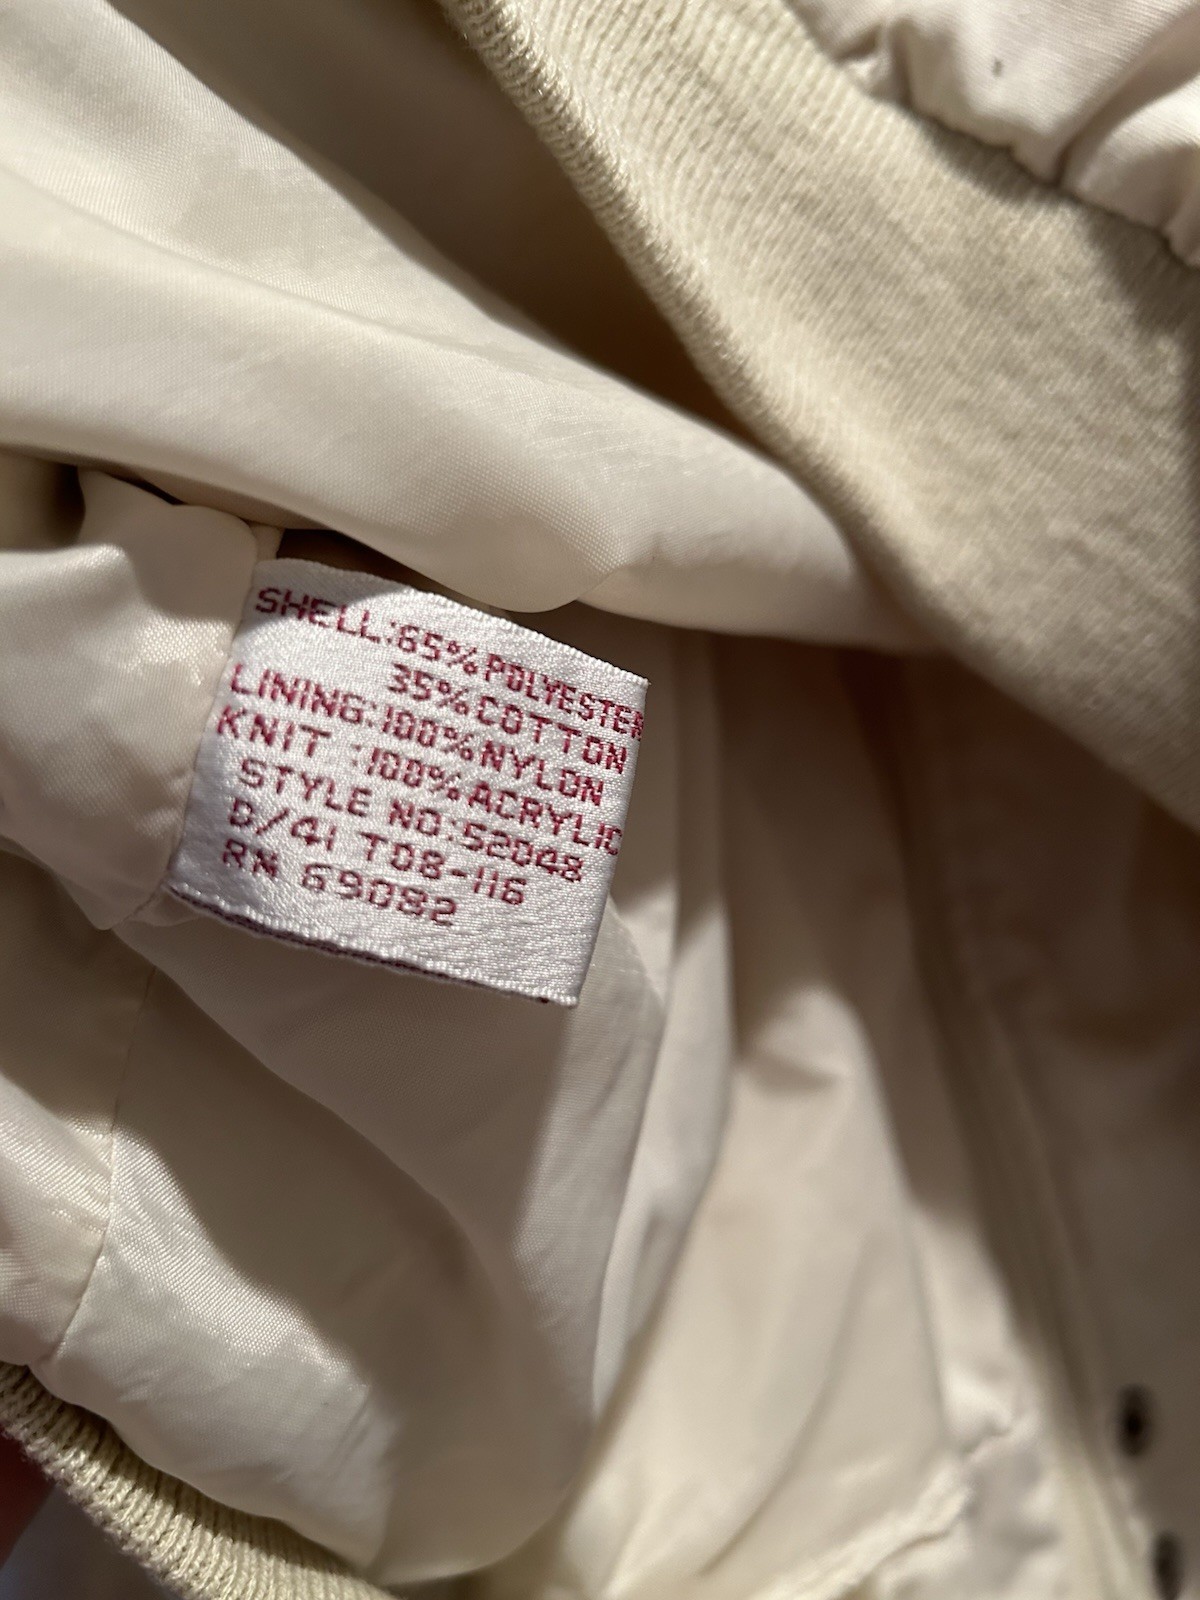 SHELL:65%POLYESTER
35%COTTON
LINING:100%NYLON
KNIT :100%ACRYLIC
STYLE NO:52048
D/41 T08-116
RN 69082